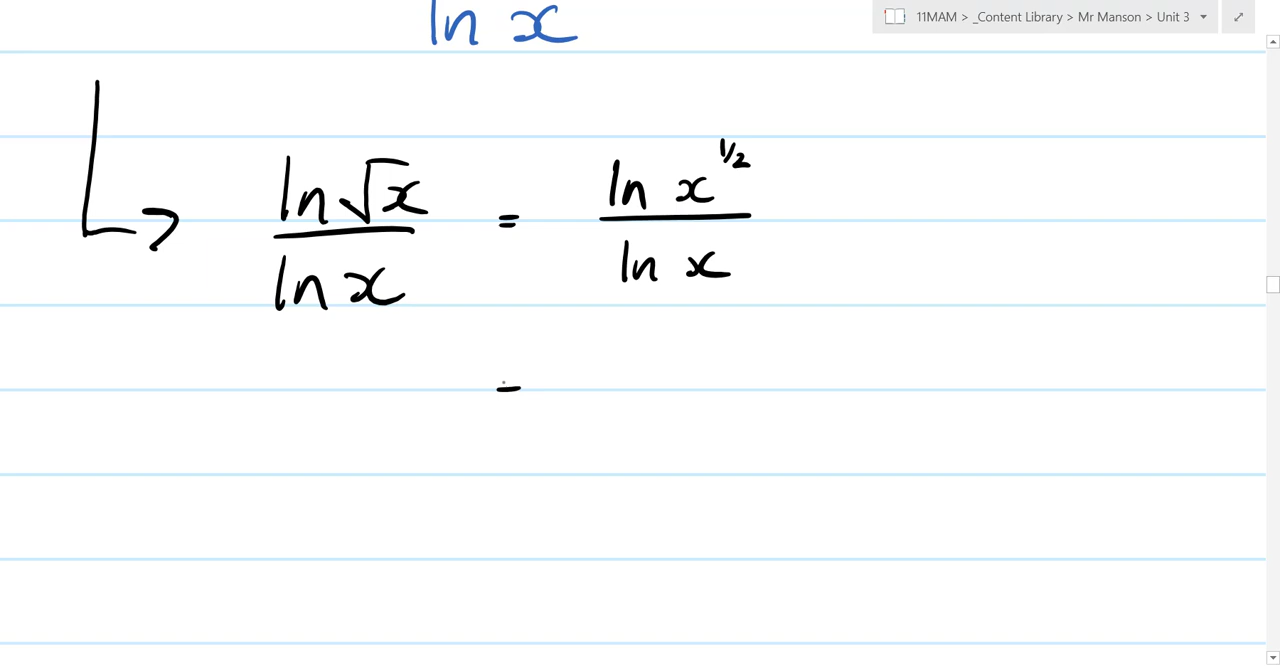 11MAM > _Content Library > Mr Manson > Unit 3
ln x
ln√x / ln x = ln x^1/2 / ln x
=